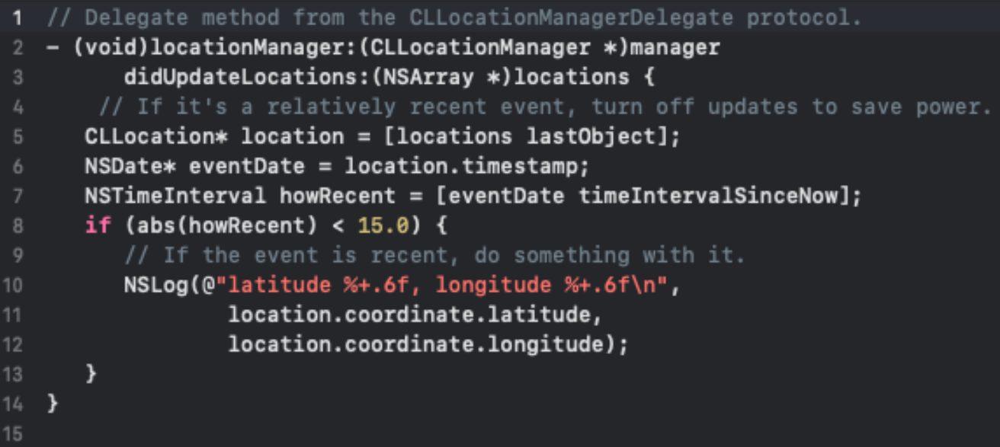 1 // Delegate method from the CLLocationManagerDelegate protocol.
2 - (void)locationManager:(CLLocationManager *)manager
3       didUpdateLocations:(NSArray *)locations {
4     // If it's a relatively recent event, turn off updates to save power.
5    CLLocation* location = [locations lastObject];
6    NSDate* eventDate = location.timestamp;
7    NSTimeInterval howRecent = [eventDate timeIntervalSinceNow];
8    if (abs(howRecent) < 15.0) {
9       // If the event is recent, do something with it.
10       NSLog(@"latitude %+.6f, longitude %+.6f\n",
11               location.coordinate.latitude,
12               location.coordinate.longitude);
13    }
14 }
15